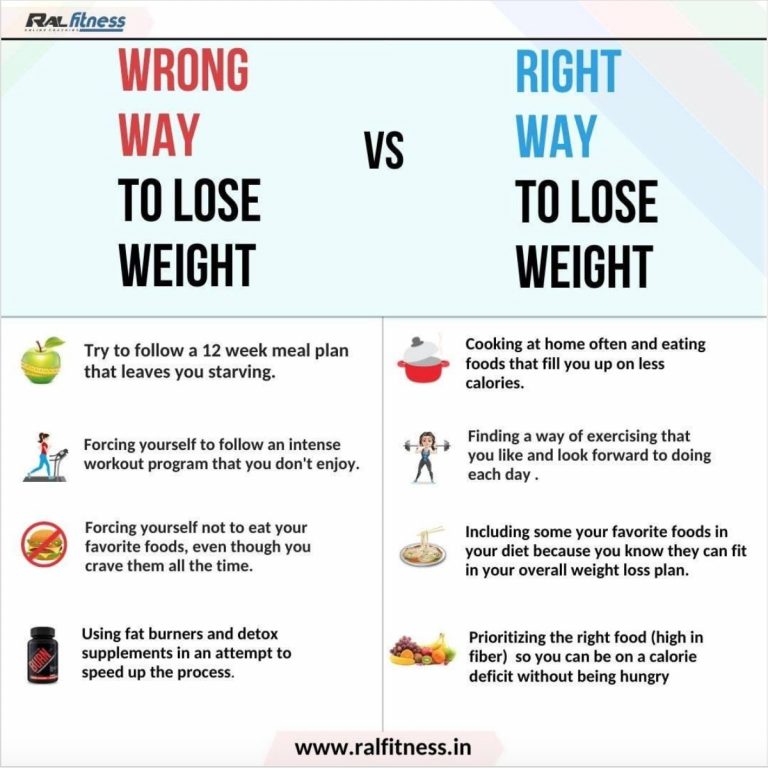 RAL fitness
ONLINE COACHING
WRONG
WAY
TO LOSE
WEIGHT
VS
RIGHT
WAY
TO LOSE
WEIGHT
Try to follow a 12 week meal plan
that leaves you starving.
Forcing yourself to follow an intense
workout program that you don't enjoy.
Forcing yourself not to eat your
favorite foods, even though you
crave them all the time.
BURN
Using fat burners and detox
supplements in an attempt to
speed up the process.
Cooking at home often and eating
foods that fill you up on less
calories.
Finding a way of exercising that
you like and look forward to doing
each day .
Including some your favorite foods in
your diet because you know they can fit
in your overall weight loss plan.
Prioritizing the right food (high in
fiber)  so you can be on a calorie
deficit without being hungry
www.ralfitness.in